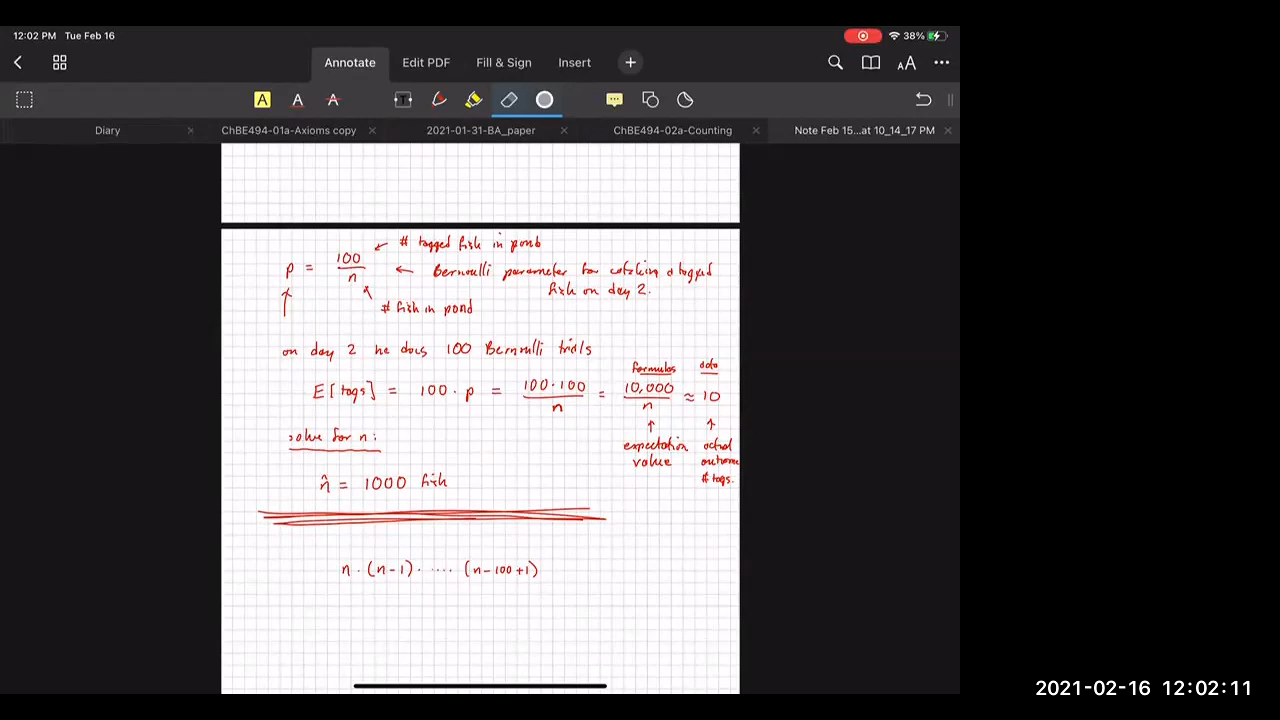 12:02 PM Tue Feb 16
38%
Annotate Edit PDF Fill & Sign Insert
Diary ChBE494-01a-Axioms copy 2021-01-31-BA_paper ChBE494-02a-Counting Note Feb 15...at 10_14_17 PM
p = 100/n ← # tagged fish in pond
← Bernoulli parameter for catching a tagged
fish on day 2.
# fish in pond
on day 2 he does 100 Bernoulli trials
formulas data
E[tags] = 100 · p = 100·100/n = 10,000/n ≈ 10
expectation value
actual outcome # tags.
solve for n:
n̂ = 1000 fish
n · (n-1) · ···· (n-100+1)
2021-02-16 12:02:11